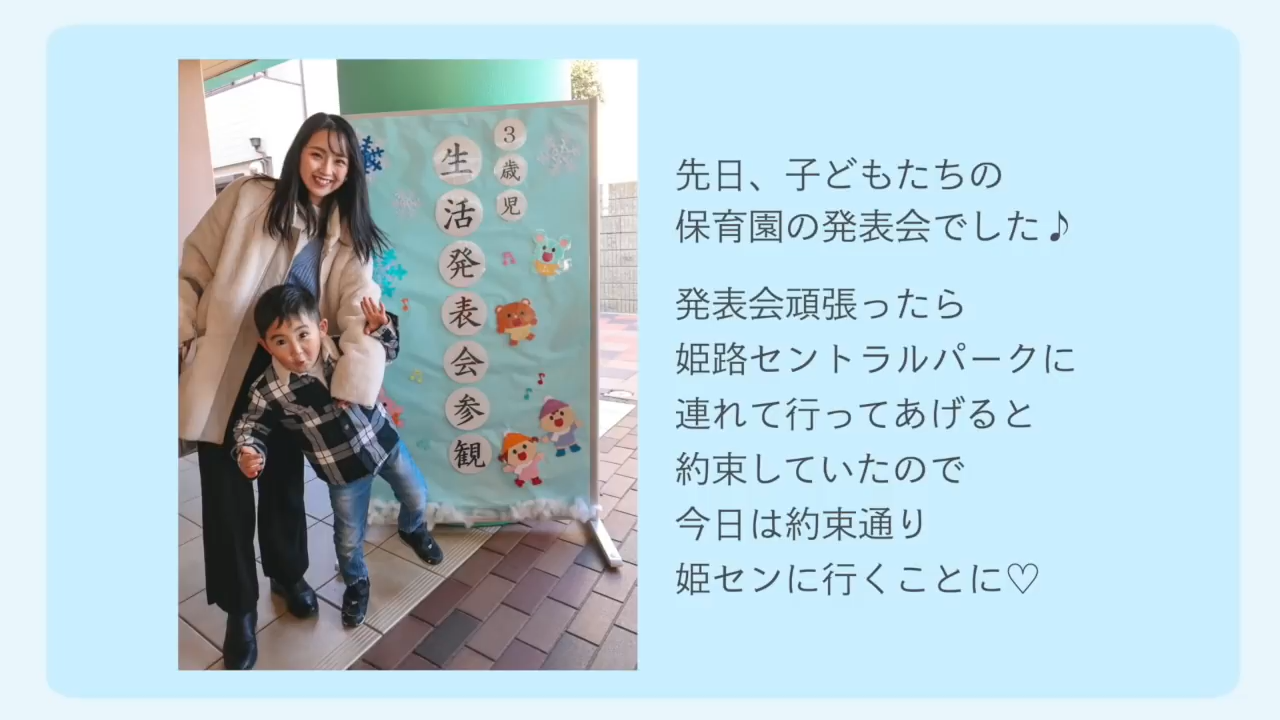 3歳児
生活発表会参観
先日、子どもたちの
保育園の発表会でした♪
発表会頑張ったら
姫路セントラルパークに
連れて行ってあげると
約束していたので
今日は約束通り
姫センに行くことに♡